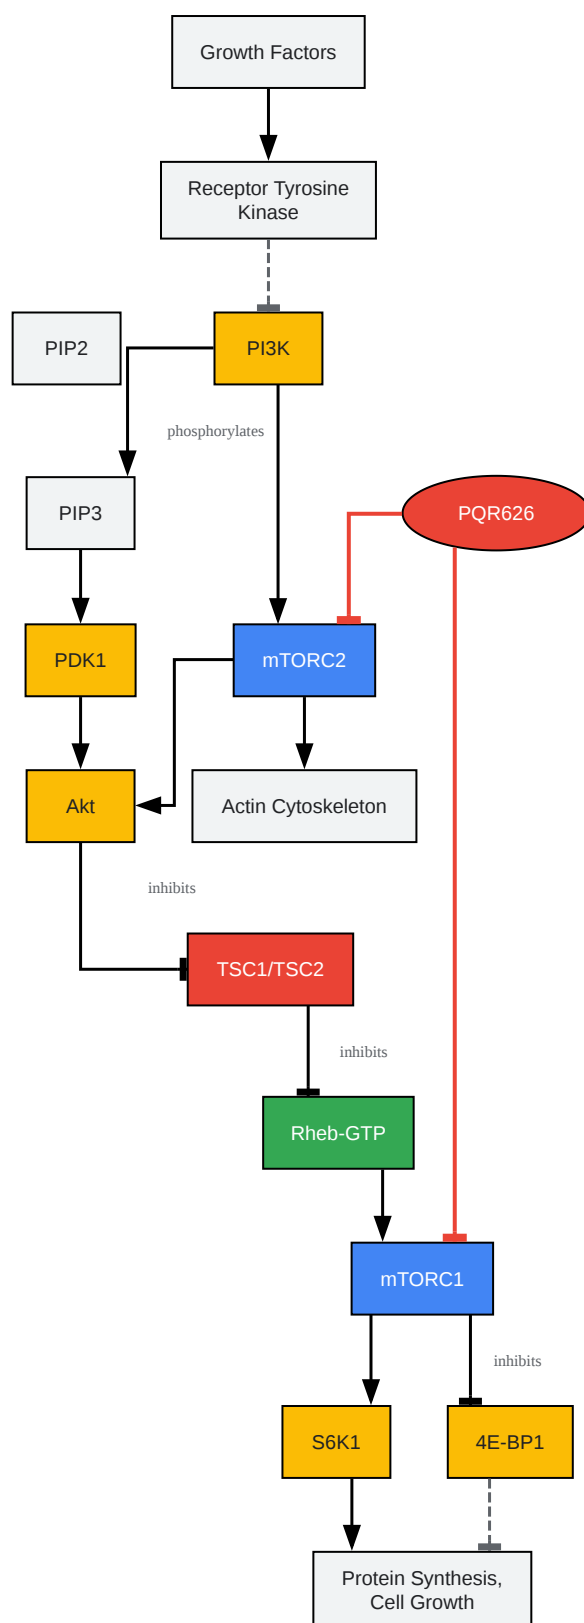 Growth Factors
Receptor Tyrosine
Kinase
PIP2
PI3K
phosphorylates
PIP3
PQR626
PDK1
mTORC2
Akt
Actin Cytoskeleton
inhibits
TSC1/TSC2
inhibits
Rheb-GTP
mTORC1
inhibits
S6K1
4E-BP1
Protein Synthesis,
Cell Growth